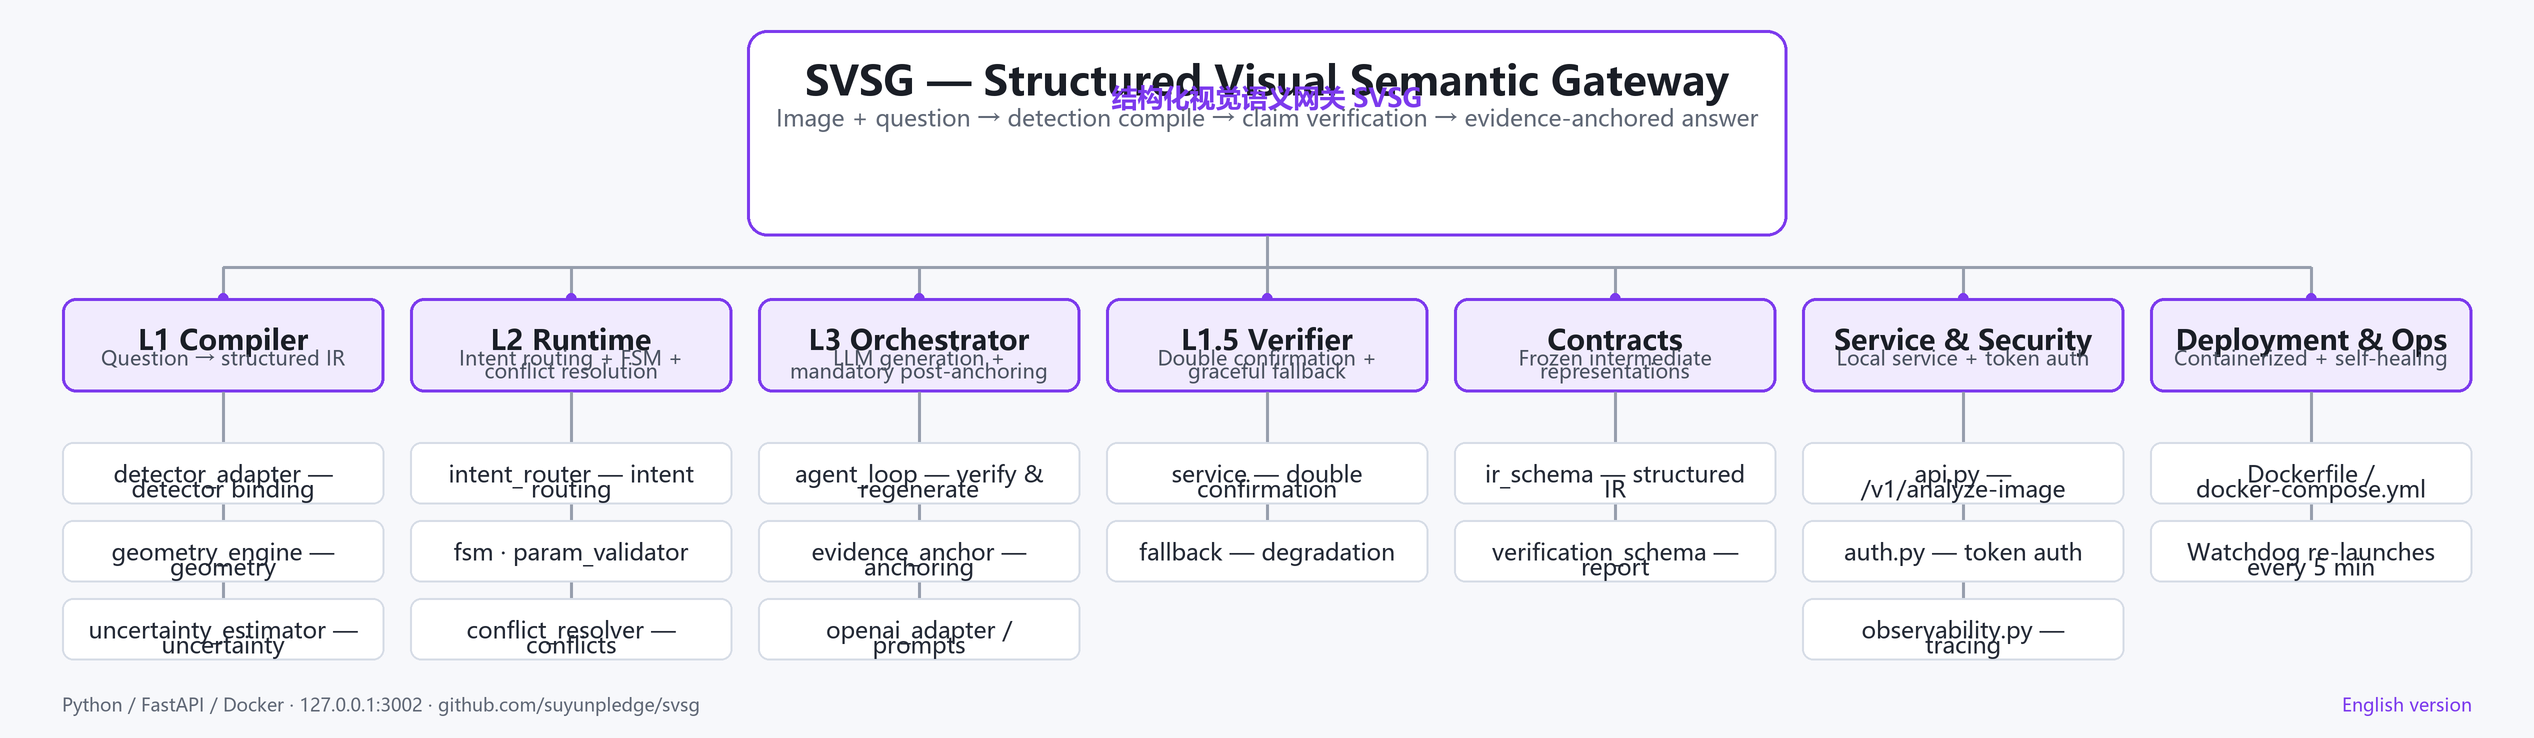 SVSG — Structured Visual Semantic Gateway
结构化视觉语义网关 SVSG
Image + question → detection compile → claim verification → evidence-anchored answer
L1 Compiler
Question → structured IR
L2 Runtime
Intent routing + FSM +
conflict resolution
L3 Orchestrator
LLM generation +
mandatory post-anchoring
L1.5 Verifier
Double confirmation +
graceful fallback
Contracts
Frozen intermediate
representations
Service & Security
Local service + token auth
Deployment & Ops
Containerized + self-healing
detector_adapter —
detector binding
geometry_engine —
geometry
uncertainty_estimator —
uncertainty
intent_router — intent
routing
fsm · param_validator
conflict_resolver —
conflicts
agent_loop — verify &
regenerate
evidence_anchor —
anchoring
openai_adapter /
prompts
service — double
confirmation
fallback — degradation
ir_schema — structured
IR
verification_schema —
report
api.py —
/v1/analyze-image
auth.py — token auth
observability.py —
tracing
Dockerfile /
docker-compose.yml
Watchdog re-launches
every 5 min
Python / FastAPI / Docker · 127.0.0.1:3002 · github.com/suyunpledge/svsg
English version